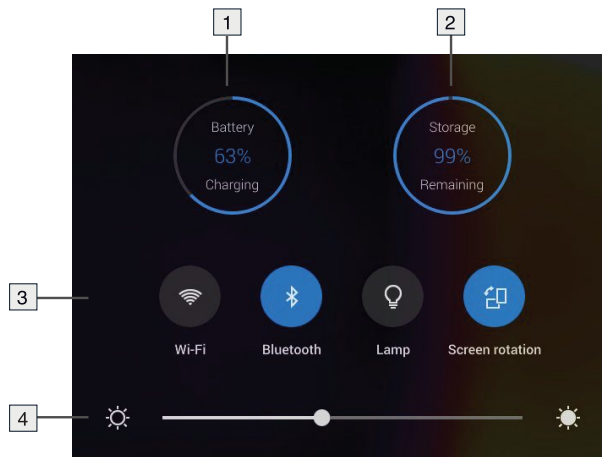 1
2
Battery
63%
Charging
Storage
99%
Remaining
3
Wi-Fi
Bluetooth
Lamp
Screen rotation
4